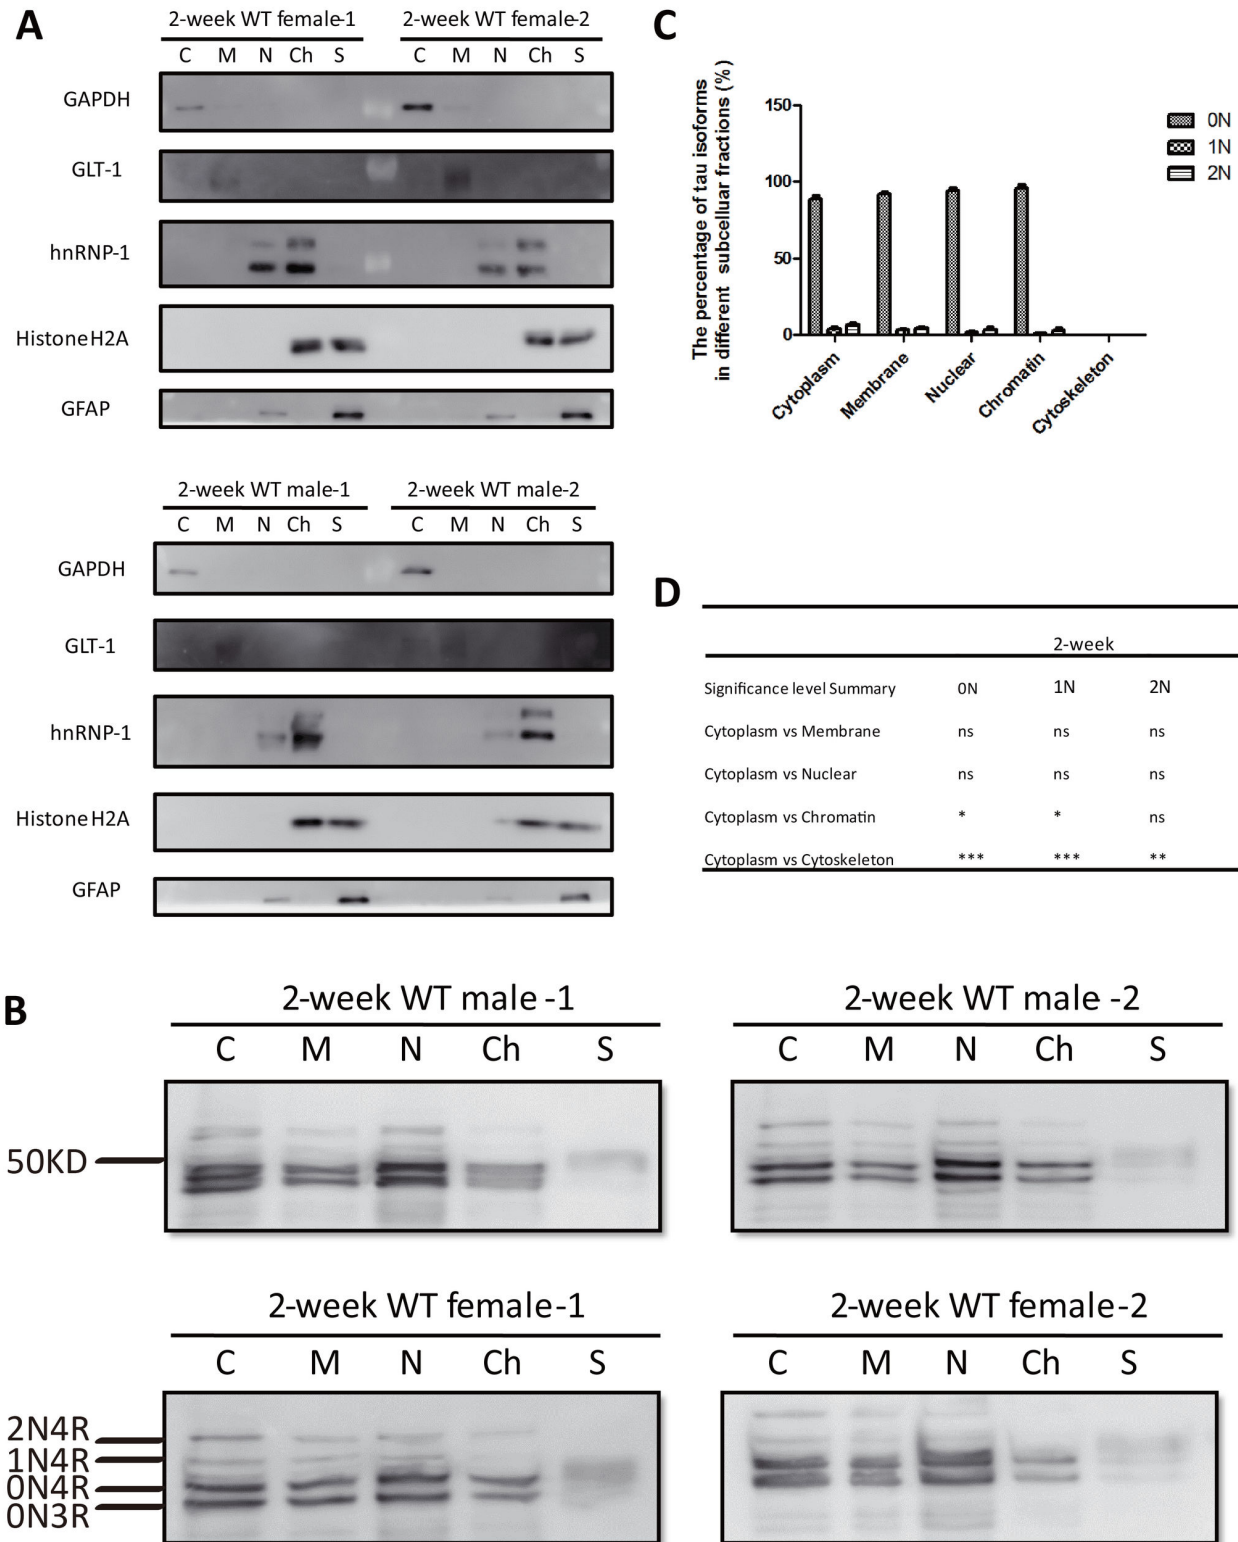 A
2-week WT female-1 2-week WT female-2
C M N Ch S C M N Ch S
GAPDH
GLT-1
hnRNP-1
Histone H2A
GFAP
2-week WT male-1 2-week WT male-2
C M N Ch S C M N Ch S
GAPDH
GLT-1
hnRNP-1
Histone H2A
GFAP
C
The percentage of tau isoforms
in different subcelluar fractions (%)
150
100
50
0
Cytoplasm
Membrane
Nuclear
Chromatin
Cytoskeleton
0N
1N
2N
D
2-week
Significance level Summary 0N 1N 2N
Cytoplasm vs Membrane ns ns ns
Cytoplasm vs Nuclear ns ns ns
Cytoplasm vs Chromatin * * ns
Cytoplasm vs Cytoskeleton *** *** **
B
2-week WT male -1 2-week WT male -2
C M N Ch S C M N Ch S
50KD
2-week WT female-1 2-week WT female-2
C M N Ch S C M N Ch S
2N4R
1N4R
0N4R
0N3R